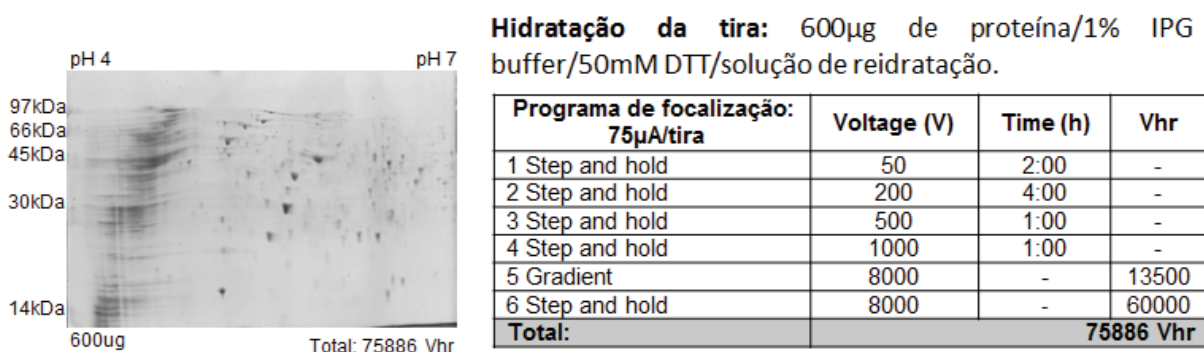 pH 4
pH 7
97kDa
66kDa
45kDa
30kDa
14kDa
600ug
Total: 75886 Vhr
Hidratação da tira: 600µg de proteína/1% IPG
buffer/50mM DTT/solução de reidratação.
Programa de focalização: 75µA/tira Voltage (V) Time (h) Vhr
1 Step and hold 50 2:00 -
2 Step and hold 200 4:00 -
3 Step and hold 500 1:00 -
4 Step and hold 1000 1:00 -
5 Gradient 8000 - 13500
6 Step and hold 8000 - 60000
Total: 75886 Vhr